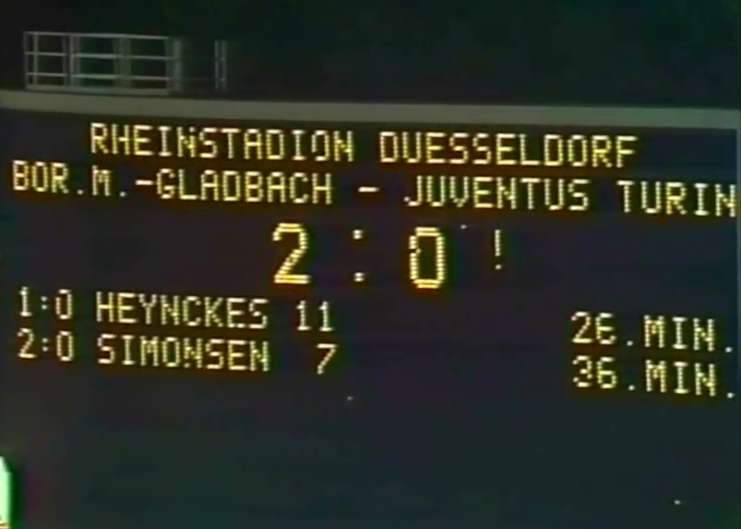 RHEINSTADION DUESSELDORF
BOR.M.-GLADBACH - JUVENTUS TURIN
2:0 !
1:0 HEYNCKES 11 26.MIN.
2:0 SIMONSEN 7 36.MIN.